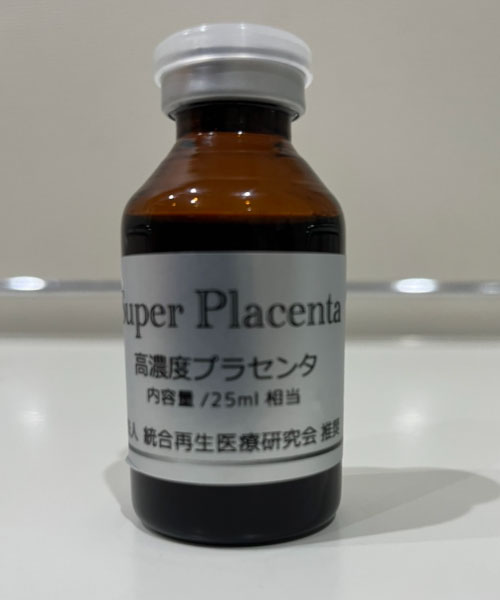 Super Placenta
高濃度プラセンタ
内容量 /25ml 相当
人 統合再生医療研究会 推奨